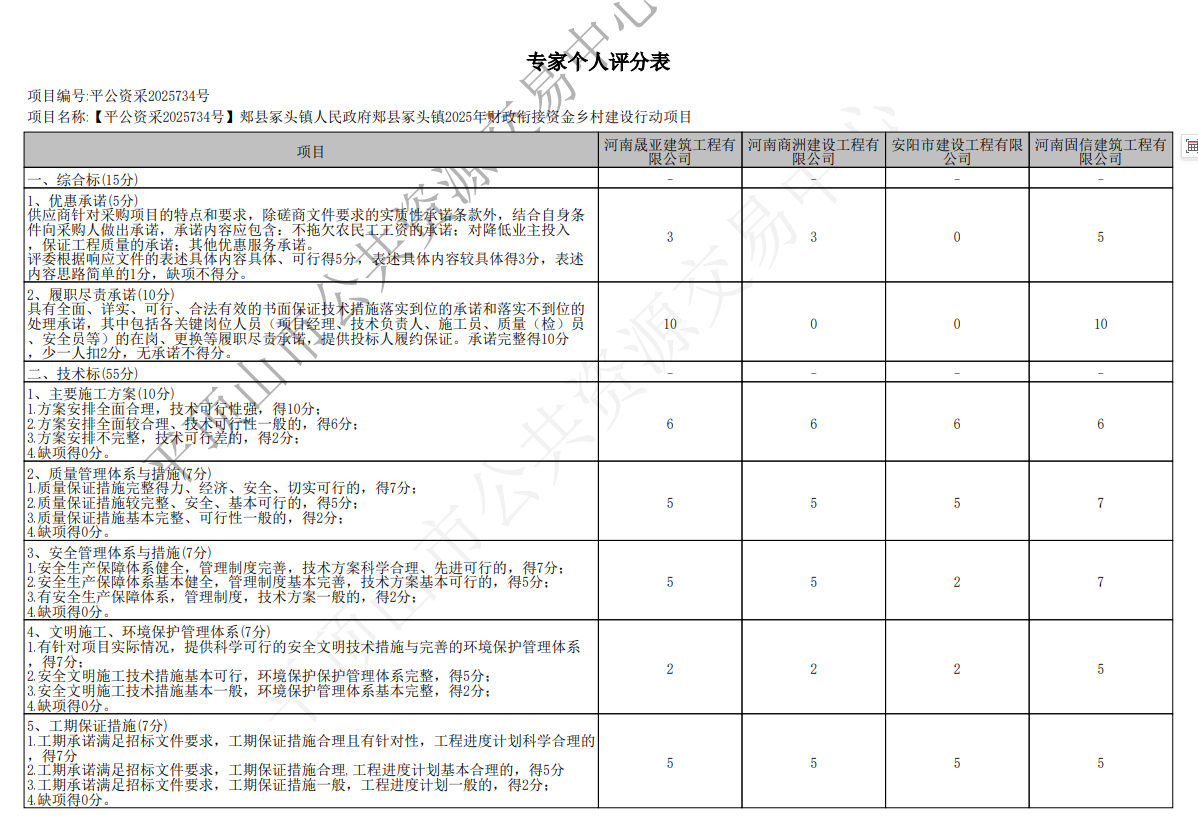 专家个人评分表
项目编号:平公资采2025734号
项目名称:【平公资采2025734号】郏县冢头镇人民政府郏县冢头镇2025年财政衔接资金乡村建设行动项目
项目 河南晟亚建筑工程有限公司 河南商洲建设工程有限公司 安阳市建设工程有限公司 河南固信建筑工程有限公司
一、综合标(15分) - - - -
1、优惠承诺(5分)
供应商针对采购项目的特点和要求，除磋商文件要求的实质性承诺条款外，结合自身条
件向采购人做出承诺，承诺内容应包含：不拖欠农民工工资的承诺；对降低业主投入
，保证工程质量的承诺；其他优惠服务承诺。
评委根据响应文件的表述具体内容具体、可行得5分，表述具体内容较具体得3分，表述
内容思路简单的1分，缺项不得分。
3 3 0 5
2、履职尽责承诺(10分)
具有全面、详实、可行、合法有效的书面保证技术措施落实到位的承诺和落实不到位的
处理承诺，其中包括各关键岗位人员（项目经理、技术负责人、施工员、质量（检）员
、安全员等）的在岗、更换等履职尽责承诺，提供投标人履约保证。承诺完整得10分
，少一人扣2分，无承诺不得分。
10 0 0 10
二、技术标(55分) - - - -
1、主要施工方案(10分)
1.方案安排全面合理，技术可行性强，得10分；
2.方案安排全面较合理、技术可行性一般的，得6分；
3.方案安排不完整，技术可行差的，得2分；
4.缺项得0分。
6 6 6 6
2、质量管理体系与措施(7分)
1.质量保证措施完整得力、经济、安全、切实可行的，得7分；
2.质量保证措施较完整、安全、基本可行的，得5分；
3.质量保证措施基本完整、可行性一般的，得2分；
4.缺项得0分。
5 5 5 7
3、安全管理体系与措施(7分)
1.安全生产保障体系健全，管理制度完善，技术方案科学合理、先进可行的，得7分；
2.安全生产保障体系基本健全，管理制度基本完善，技术方案基本可行的，得5分；
3.有安全生产保障体系，管理制度，技术方案一般的，得2分；
4.缺项得0分。
5 5 2 7
4、文明施工、环境保护管理体系(7分)
1.有针对项目实际情况，提供科学可行的安全文明技术措施与完善的环境保护管理体系
，得7分；
2.安全文明施工技术措施基本可行，环境保护保护管理体系完整，得5分；
3.安全文明施工技术措施基本一般，环境保护管理体系基本完整，得2分；
4.缺项得0分。
2 2 2 5
5、工期保证措施(7分)
1.工期承诺满足招标文件要求，工期保证措施合理且有针对性，工程进度计划科学合理的
，得7分
2.工期承诺满足招标文件要求，工期保证措施合理,工程进度计划基本合理的，得5分
3.工期承诺满足招标文件要求，工期保证措施一般，工程进度计划一般的，得2分；
4.缺项得0分。
5 5 5 5
平顶山市公共资源交易中心
平顶山市公共资源交易中心